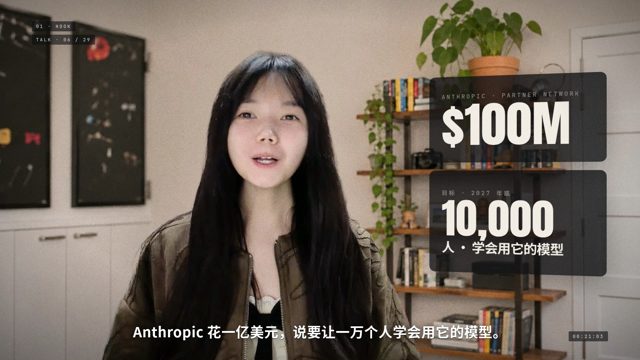 01 · HOOK
TALK · 06 / 29
ANTHROPIC · PARTNER NETWORK
$100M
目标 · 2027 年底
10,000
人 · 学会用它的模型
Anthropic 花一亿美元，说要让一万个人学会用它的模型。
00:21:03